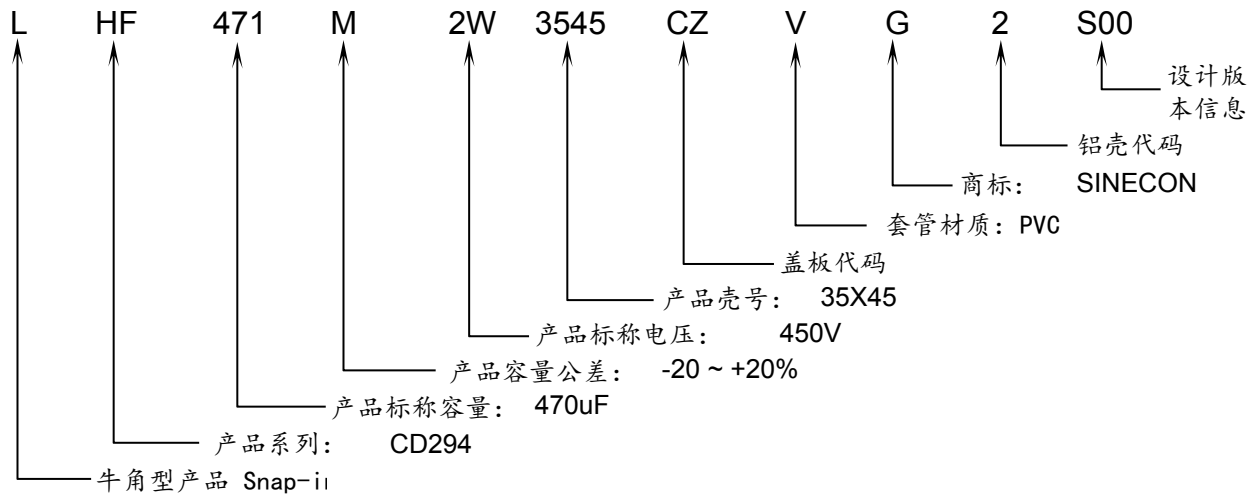 L HF 471 M 2W 3545 CZ V G 2 S00
设计版
本信息
铝壳代码
商标: SINECON
套管材质: PVC
盖板代码
产品壳号: 35X45
产品标称电压: 450V
产品容量公差: -20 ~ +20%
产品标称容量: 470uF
产品系列: CD294
牛角型产品